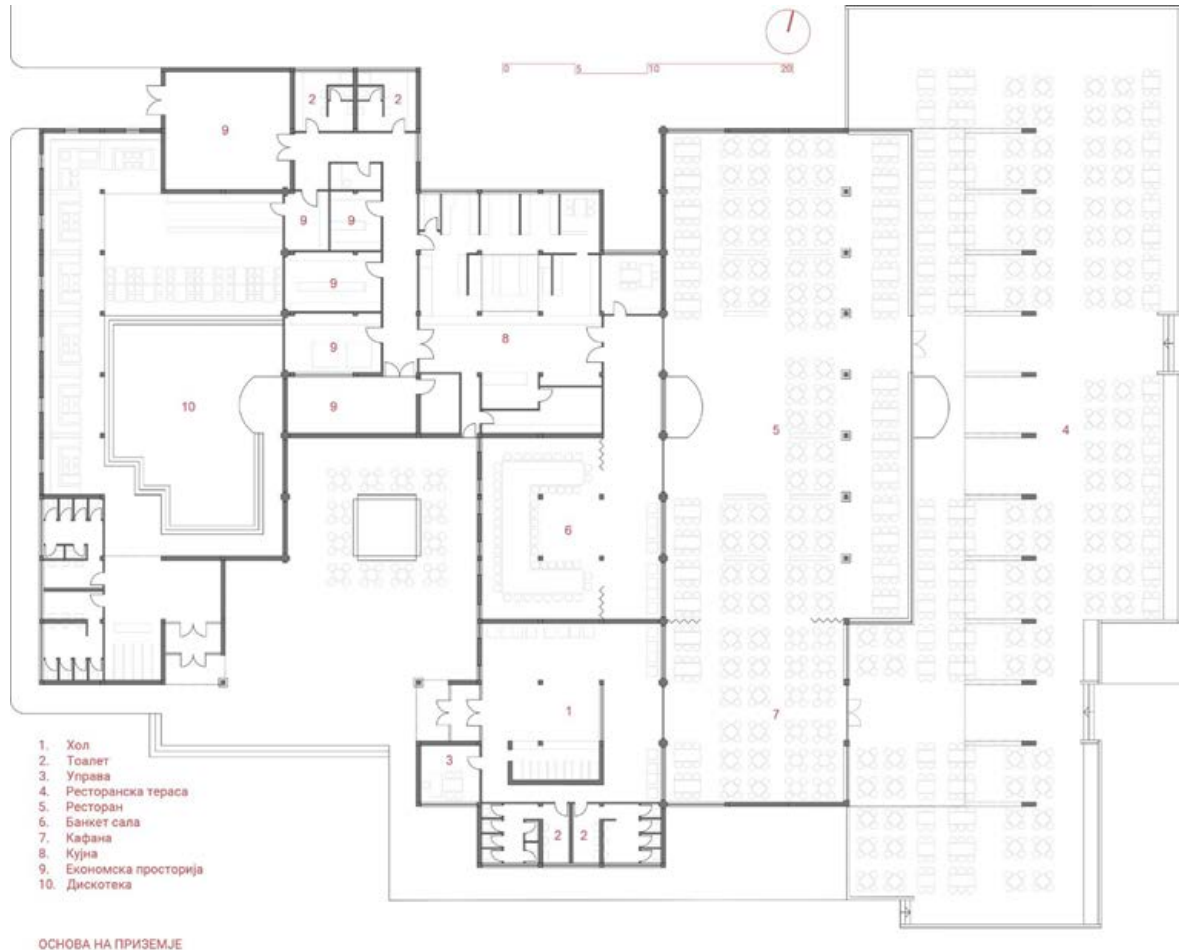 0 5 10 20
2 2
9
9 9
9
4
8
9
10 9
5
6
7
1
3
2 2
1. Хол
2. Тоалет
3. Управа
4. Ресторанска тераса
5. Ресторан
6. Банкет сала
7. Кафана
8. Кујна
9. Економска просторија
10. Дискотека
ОСНОВА НА ПРИЗЕМЈЕ